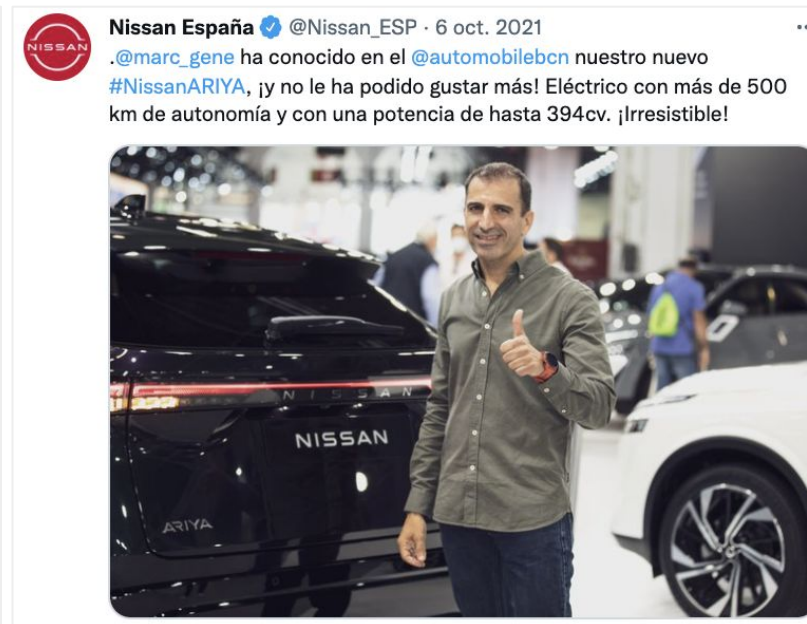 NISSAN
Nissan España @Nissan_ESP · 6 oct. 2021
.@marc_gene ha conocido en el @automobilebcn nuestro nuevo
#NissanARIYA, ¡y no le ha podido gustar más! Eléctrico con más de 500
km de autonomía y con una potencia de hasta 394cv. ¡Irresistible!
NISSAN
NISSAN
ARIYA